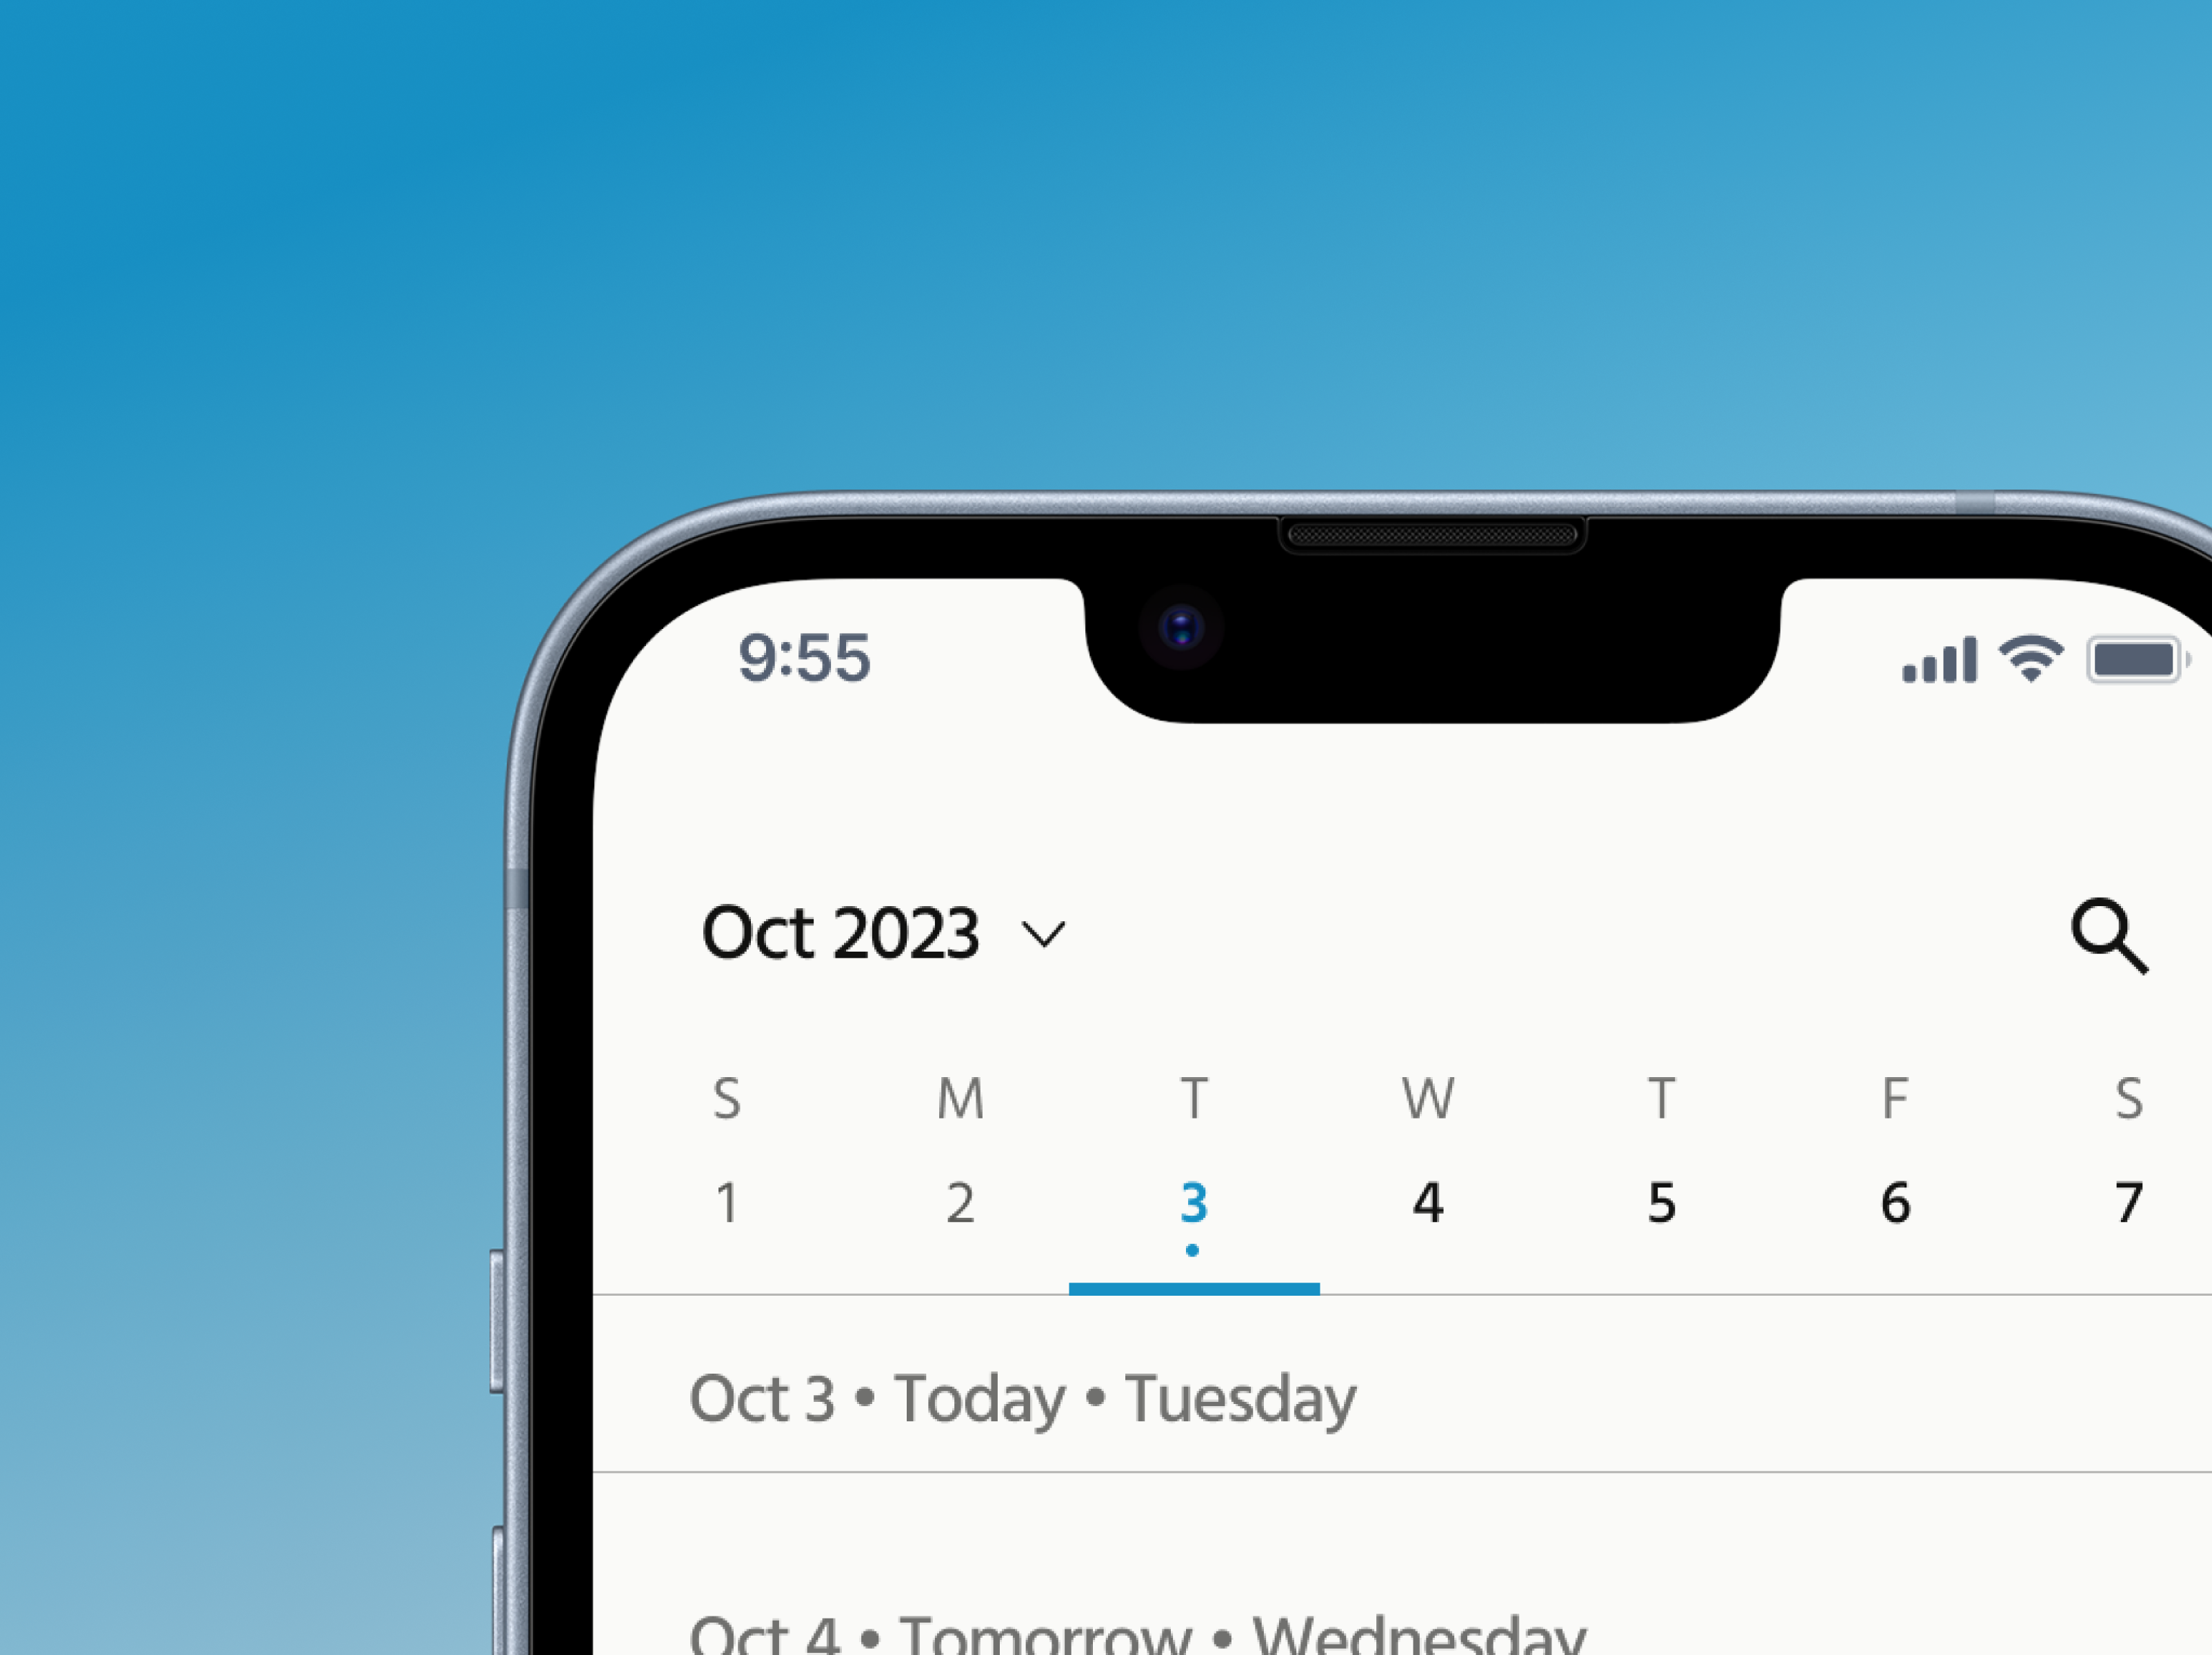 9:55
Oct 2023
S M T W T F S
1 2 3 4 5 6 7
Oct 3 • Today • Tuesday
Oct 4 • Tomorrow • Wednesday